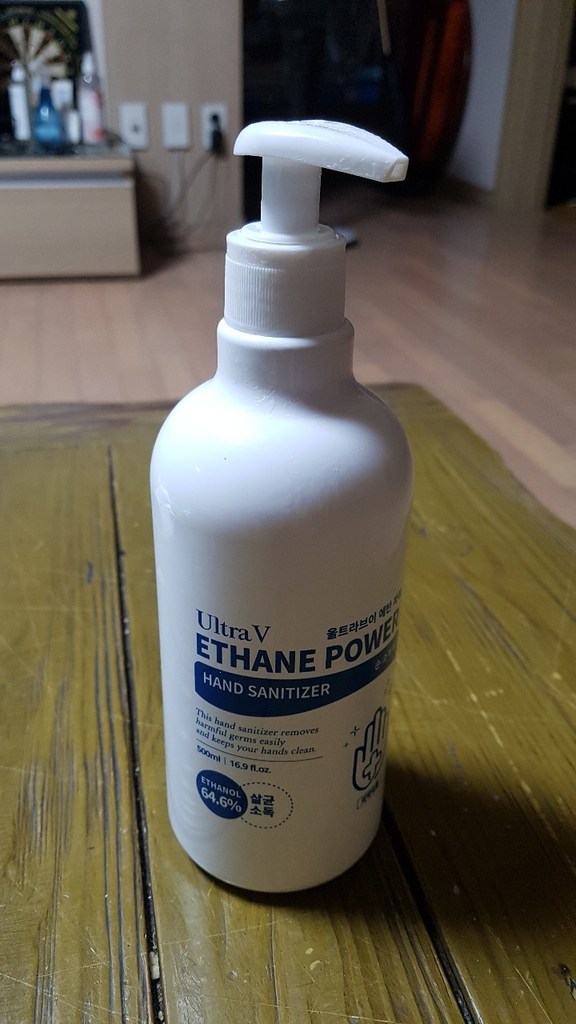 Ultra V
울트라브이 에탄
ETHANE POWER
HAND SANITIZER
This hand sanitizer removes
harmful germs easily
and keeps your hands clean.
500ml | 16.9 fl.oz.
ETHANOL
64.6%
살균
소독